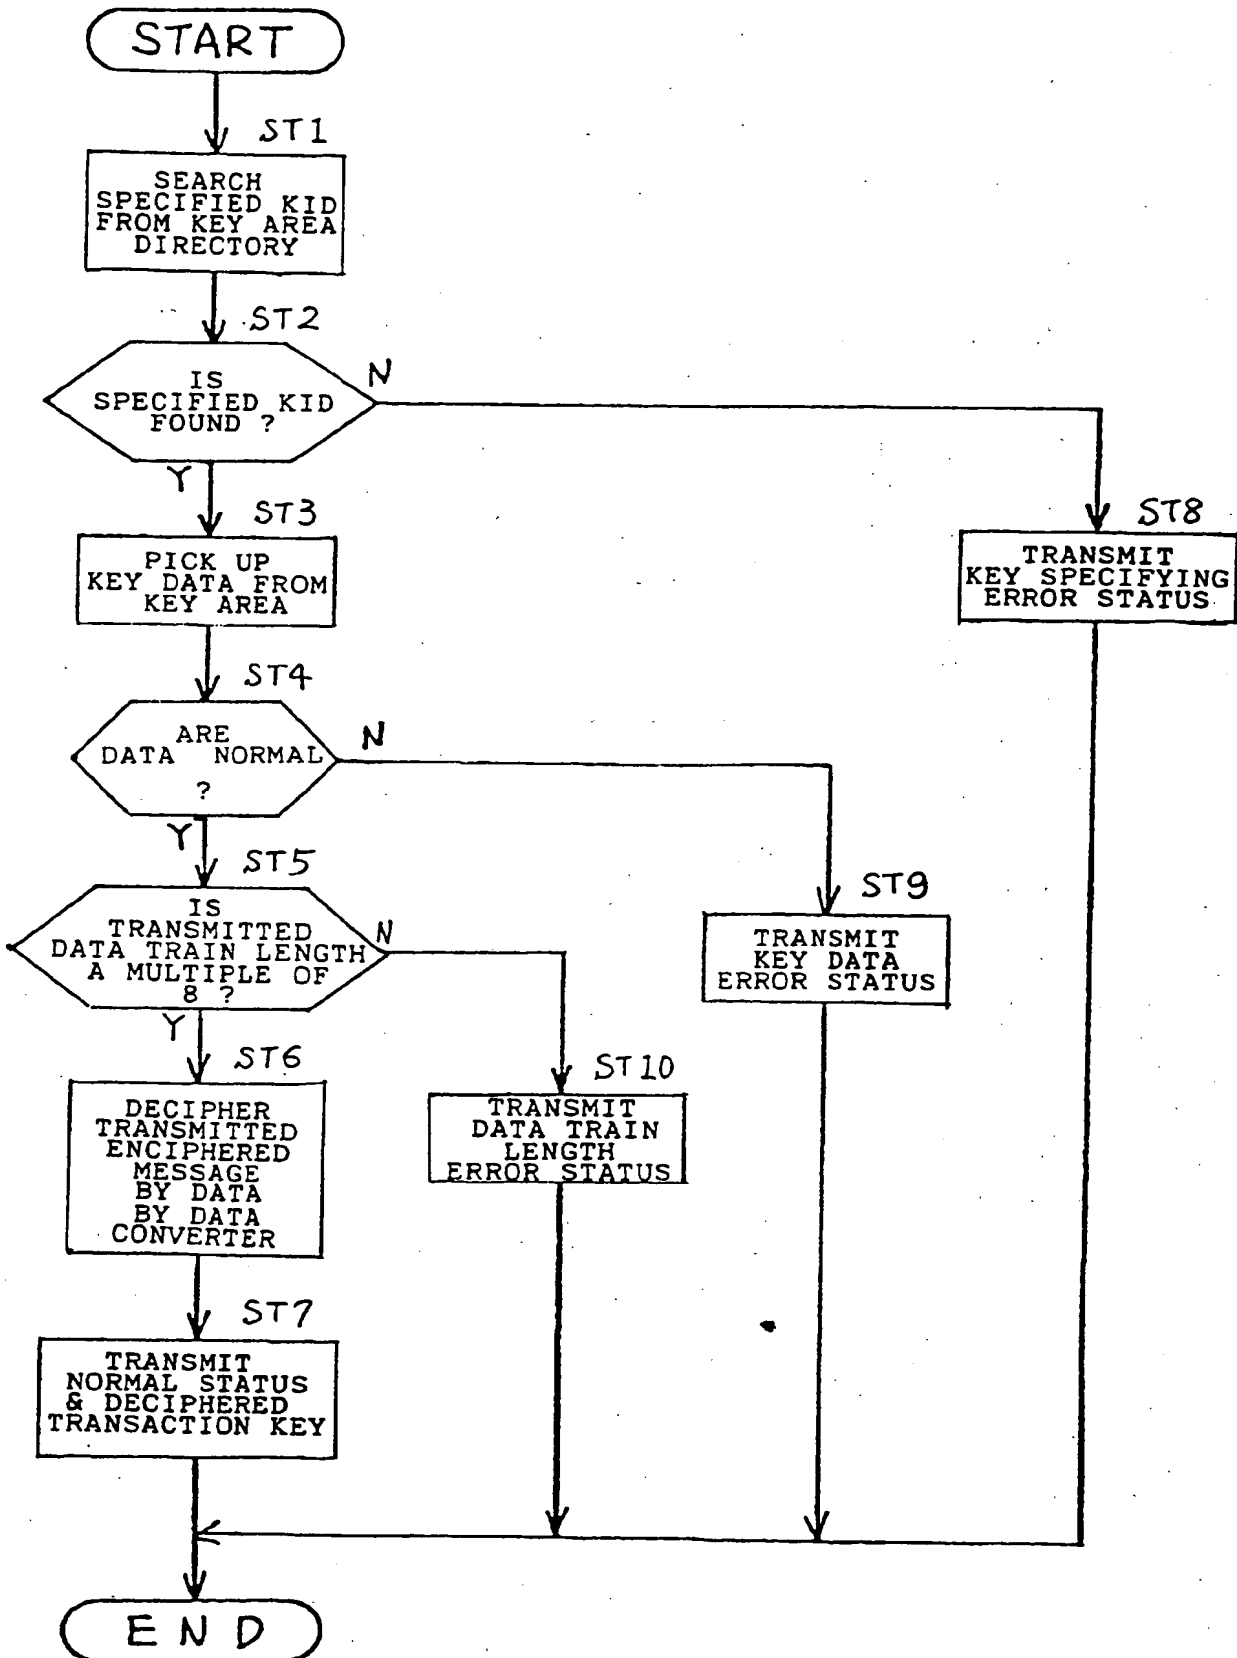 START
ST1
SEARCH
SPECIFIED KID
FROM KEY AREA
DIRECTORY
ST2
IS
SPECIFIED KID
FOUND ?
N
Y
ST3
PICK UP
KEY DATA FROM
KEY AREA
ST8
TRANSMIT
KEY SPECIFYING
ERROR STATUS
ST4
ARE
DATA NORMAL
?
N
Y
ST5
IS
TRANSMITTED
DATA TRAIN LENGTH
A MULTIPLE OF
8 ?
N
Y
ST9
TRANSMIT
KEY DATA
ERROR STATUS
ST6
DECIPHER
TRANSMITTED
ENCIPHERED
MESSAGE
BY DATA
BY DATA
CONVERTER
ST10
TRANSMIT
DATA TRAIN
LENGTH
ERROR STATUS
ST7
TRANSMIT
NORMAL STATUS
& DECIPHERED
TRANSACTION KEY
END